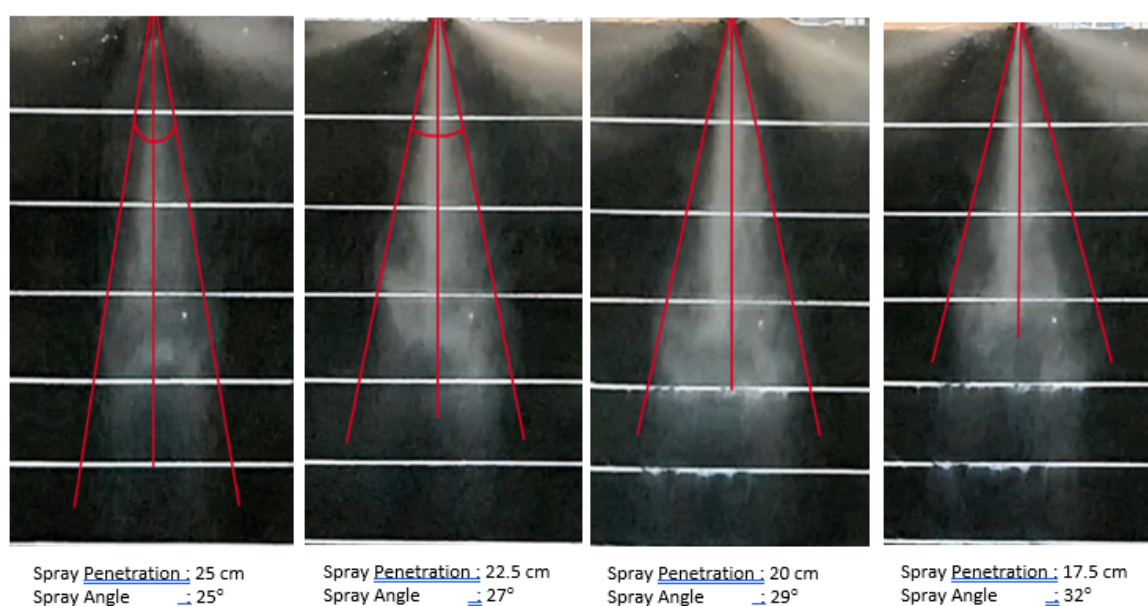 Spray Penetration : 25 cm
Spray Angle : 25°
Spray Penetration : 22.5 cm
Spray Angle : 27°
Spray Penetration : 20 cm
Spray Angle : 29°
Spray Penetration : 17.5 cm
Spray Angle : 32°